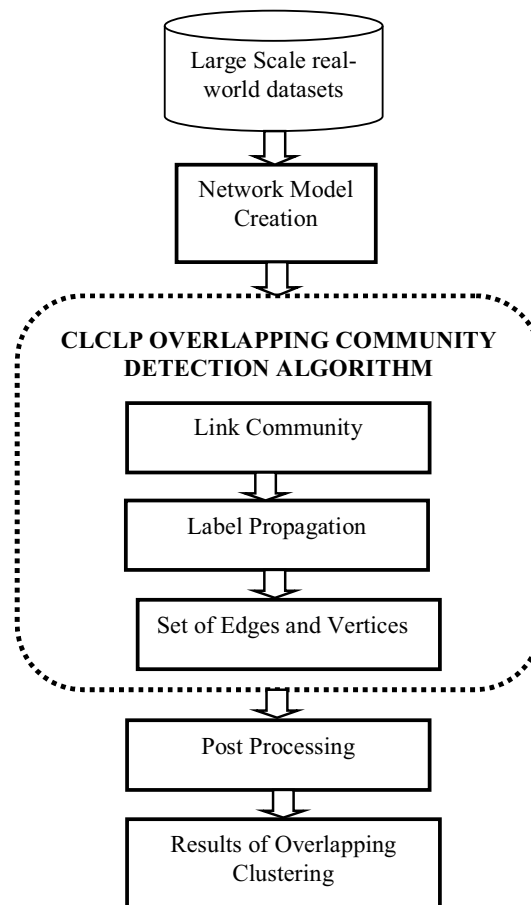 Large Scale real-
world datasets
Network Model
Creation
CLCLP OVERLAPPING COMMUNITY
DETECTION ALGORITHM
Link Community
Label Propagation
Set of Edges and Vertices
Post Processing
Results of Overlapping
Clustering